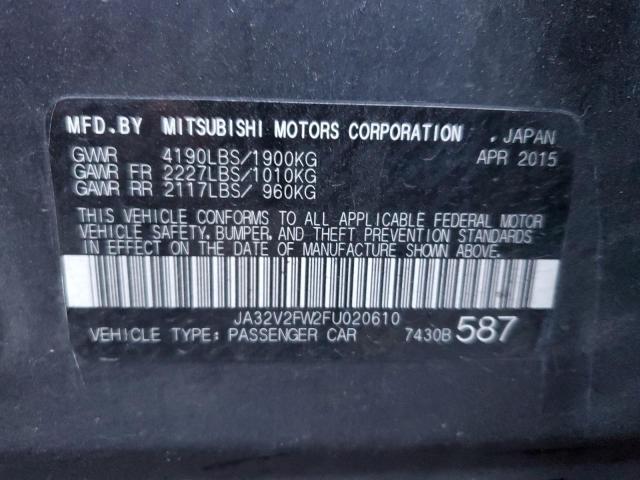 MFD.BY MITSUBISHI MOTORS CORPORATION . JAPAN
GVWR 4190LBS/1900KG APR 2015
GAWR FR 2227LBS/1010KG
GAWR RR 2117LBS/ 960KG
THIS VEHICLE CONFORMS TO ALL APPLICABLE FEDERAL MOTOR
VEHICLE SAFETY, BUMPER, AND THEFT PREVENTION STANDARDS
IN EFFECT ON THE DATE OF MANUFACTURE SHOWN ABOVE.
JA32V2FW2FU020610
VEHICLE TYPE: PASSENGER CAR 7430B 587